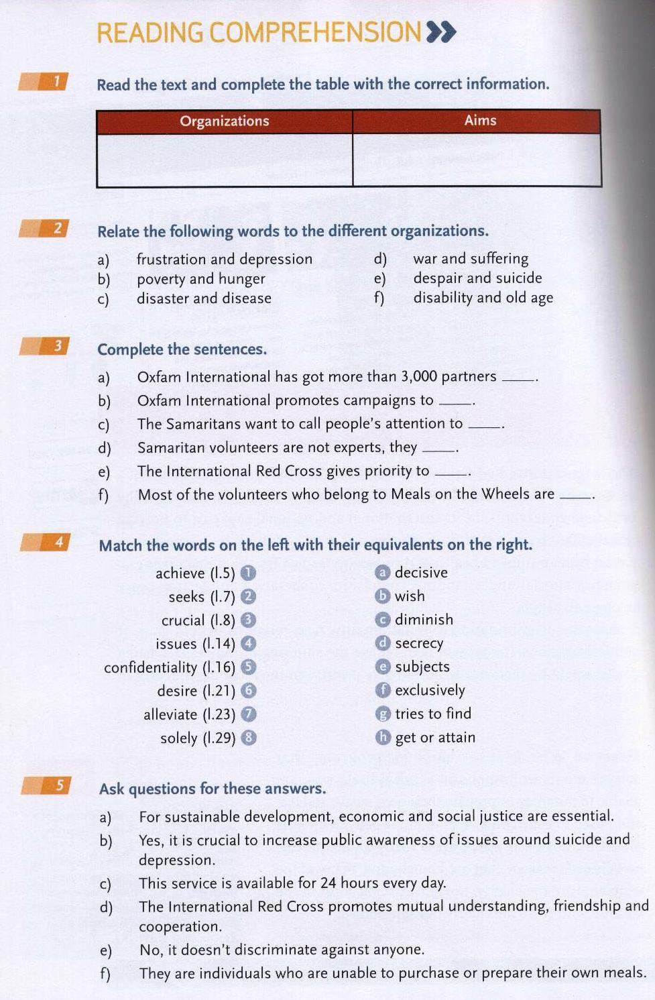 READING COMPREHENSION »
1 Read the text and complete the table with the correct information.
Organizations Aims
2 Relate the following words to the different organizations.
a) frustration and depression d) war and suffering
b) poverty and hunger e) despair and suicide
c) disaster and disease f) disability and old age
3 Complete the sentences.
a) Oxfam International has got more than 3,000 partners ____.
b) Oxfam International promotes campaigns to ____.
c) The Samaritans want to call people's attention to ____.
d) Samaritan volunteers are not experts, they ____.
e) The International Red Cross gives priority to ____.
f) Most of the volunteers who belong to Meals on the Wheels are ____.
4 Match the words on the left with their equivalents on the right.
achieve (l.5) 1 a decisive
seeks (l.7) 2 b wish
crucial (l.8) 3 c diminish
issues (l.14) 4 d secrecy
confidentiality (l.16) 5 e subjects
desire (l.21) 6 f exclusively
alleviate (l.23) 7 g tries to find
solely (l.29) 8 h get or attain
5 Ask questions for these answers.
a) For sustainable development, economic and social justice are essential.
b) Yes, it is crucial to increase public awareness of issues around suicide and
depression.
c) This service is available for 24 hours every day.
d) The International Red Cross promotes mutual understanding, friendship and
cooperation.
e) No, it doesn't discriminate against anyone.
f) They are individuals who are unable to purchase or prepare their own meals.